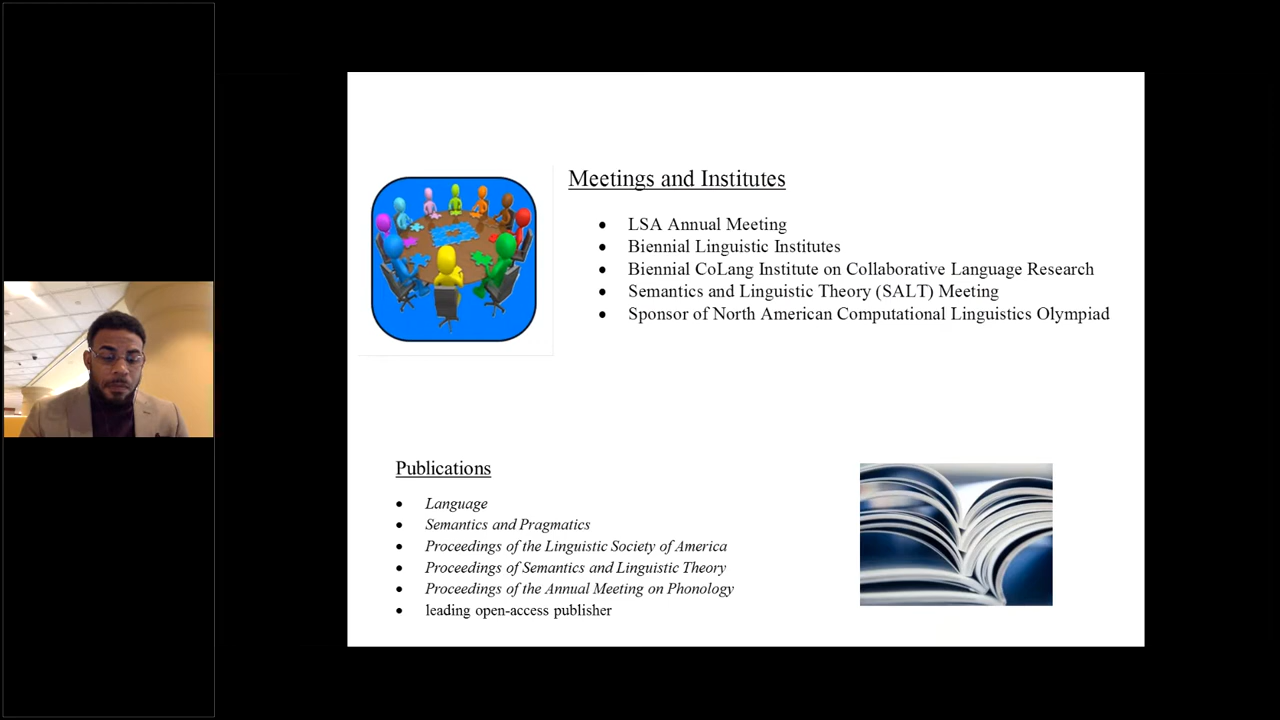 Meetings and Institutes
• LSA Annual Meeting
• Biennial Linguistic Institutes
• Biennial CoLang Institute on Collaborative Language Research
• Semantics and Linguistic Theory (SALT) Meeting
• Sponsor of North American Computational Linguistics Olympiad
Publications
• Language
• Semantics and Pragmatics
• Proceedings of the Linguistic Society of America
• Proceedings of Semantics and Linguistic Theory
• Proceedings of the Annual Meeting on Phonology
• leading open-access publisher